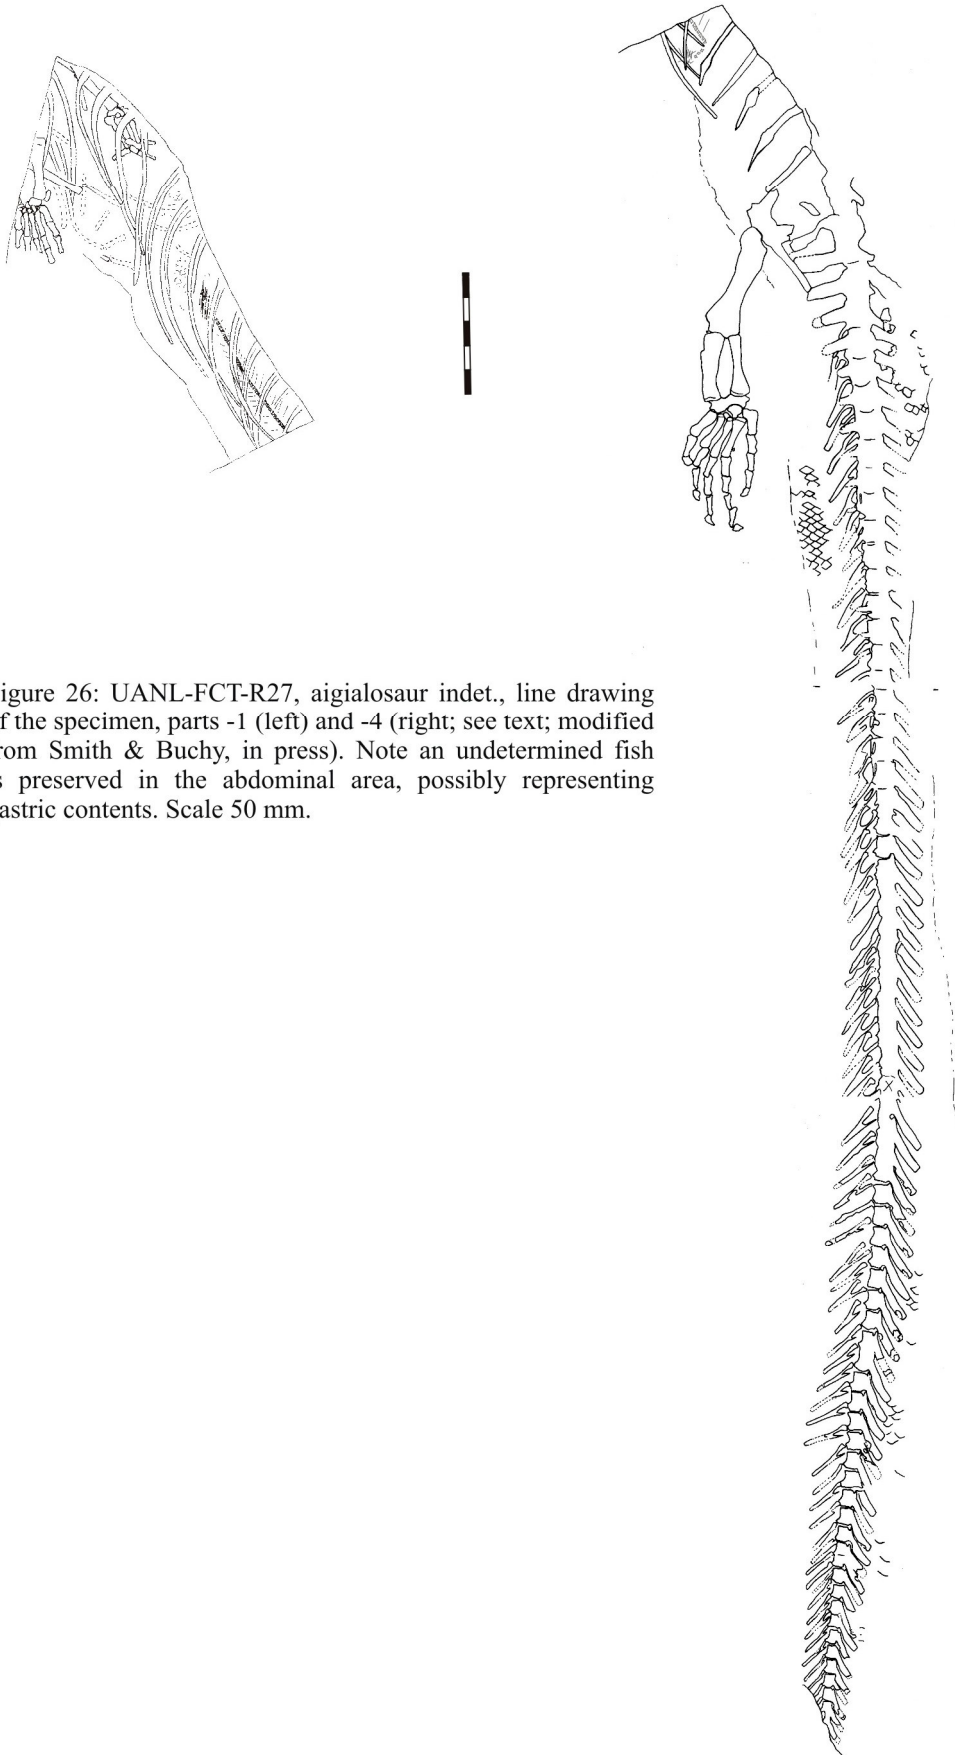 igure 26: UANL-FCT-R27, aigialosaur indet., line drawing
f the specimen, parts -1 (left) and -4 (right; see text; modified
rom Smith & Buchy, in press). Note an undetermined fish
s preserved in the abdominal area, possibly representing
astric contents. Scale 50 mm.